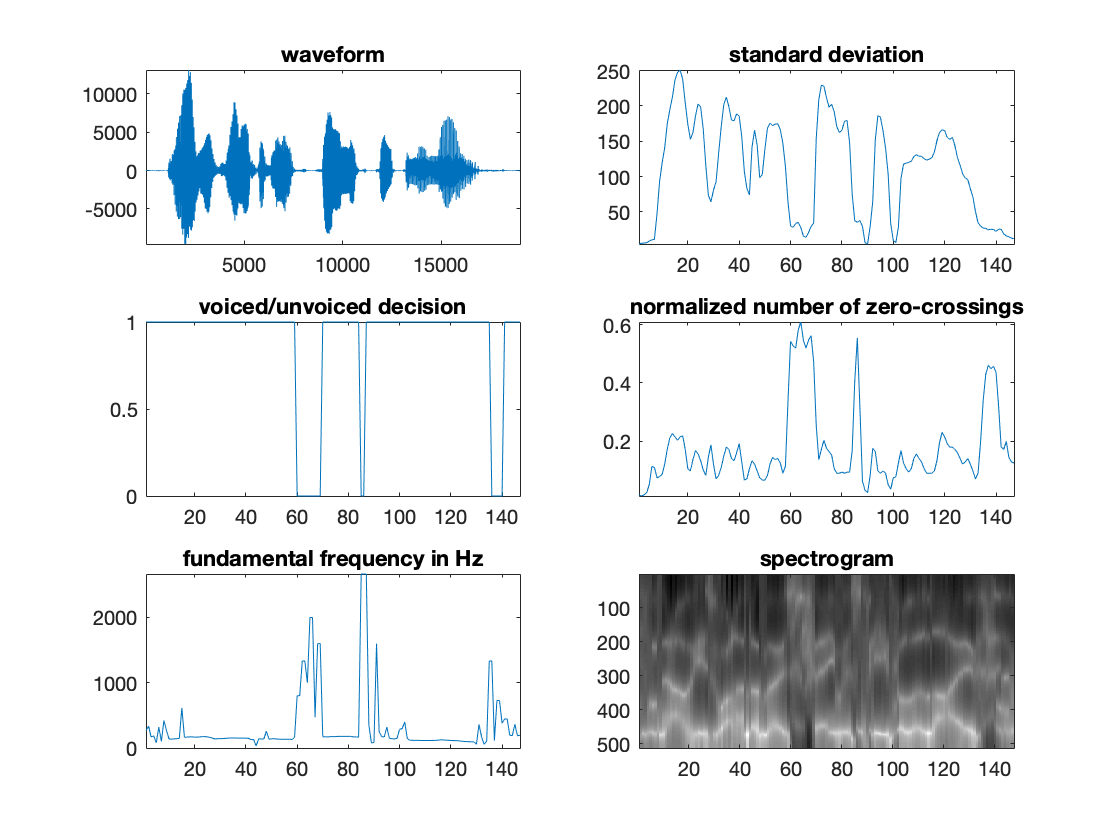 waveform
10000
5000
0
-5000
5000 10000 15000
standard deviation
250
200
150
100
50
20 40 60 80 100 120 140
voiced/unvoiced decision
1
0.5
0
20 40 60 80 100 120 140
normalized number of zero-crossings
0.6
0.4
0.2
20 40 60 80 100 120 140
fundamental frequency in Hz
2000
1000
0
20 40 60 80 100 120 140
spectrogram
100
200
300
400
500
20 40 60 80 100 120 140